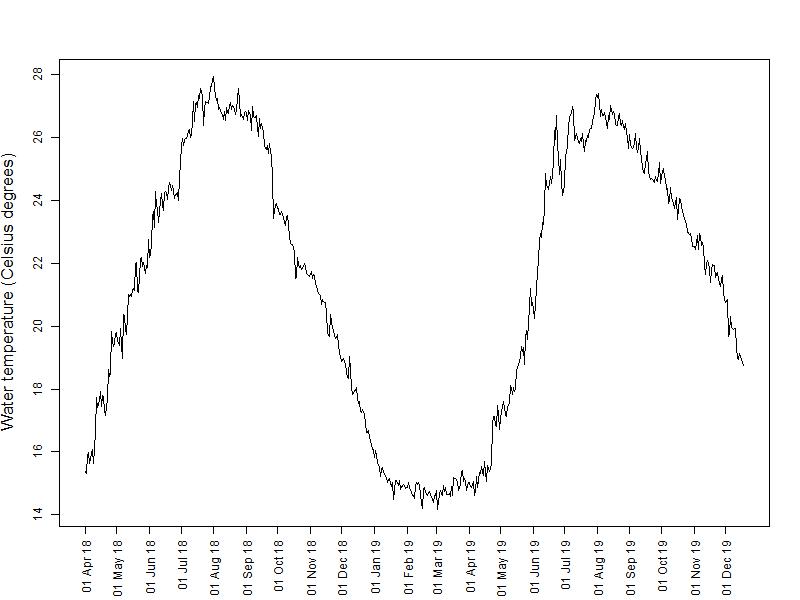 Water temperature (Celsius degrees)
28
26
24
22
20
18
16
14
01 Apr 18
01 May 18
01 Jun 18
01 Jul 18
01 Aug 18
01 Sep 18
01 Oct 18
01 Nov 18
01 Dec 18
01 Jan 19
01 Feb 19
01 Mar 19
01 Apr 19
01 May 19
01 Jun 19
01 Jul 19
01 Aug 19
01 Sep 19
01 Oct 19
01 Nov 19
01 Dec 19